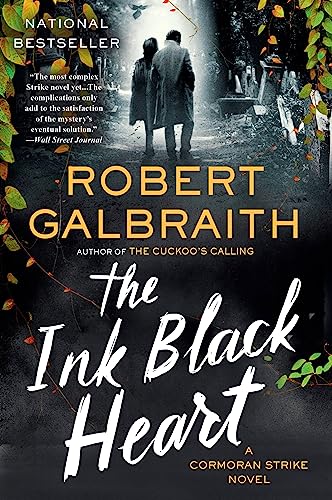 NATIONAL
BESTSELLER
"The most complex
Strike novel yet...The
complications only
add to the satisfaction
of the mystery's
eventual solution."
—Wall Street Journal
ROBERT
GALBRAITH
AUTHOR OF THE CUCKOO'S CALLING
the
Ink Black
Heart
A
CORMORAN STRIKE
NOVEL